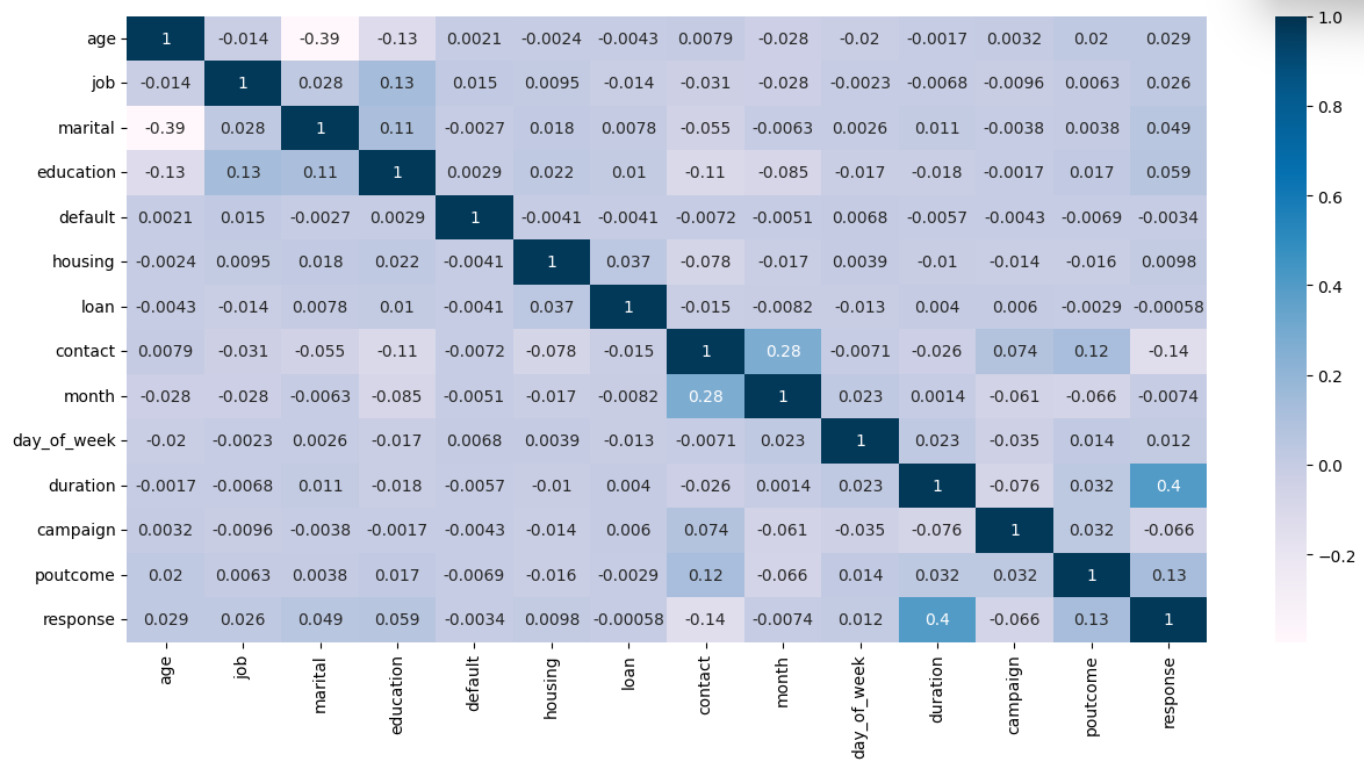 1.0
age 1 -0.014 -0.39 -0.13 0.0021 -0.0024 -0.0043 0.0079 -0.028 -0.02 -0.0017 0.0032 0.02 0.029
job -0.014 1 0.028 0.13 0.015 0.0095 -0.014 -0.031 -0.028 -0.0023 -0.0068 -0.0096 0.0063 0.026
0.8
marital -0.39 0.028 1 0.11 -0.0027 0.018 0.0078 -0.055 -0.0063 0.0026 0.011 -0.0038 0.0038 0.049
education -0.13 0.13 0.11 1 0.0029 0.022 0.01 -0.11 -0.085 -0.017 -0.018 -0.0017 0.017 0.059
0.6
default 0.0021 0.015 -0.0027 0.0029 1 -0.0041 -0.0041 -0.0072 -0.0051 0.0068 -0.0057 -0.0043 -0.0069 -0.0034
housing -0.0024 0.0095 0.018 0.022 -0.0041 1 0.037 -0.078 -0.017 0.0039 -0.01 -0.014 -0.016 0.0098
0.4
loan -0.0043 -0.014 0.0078 0.01 -0.0041 0.037 1 -0.015 -0.0082 -0.013 0.004 0.006 -0.0029 -0.00058
contact 0.0079 -0.031 -0.055 -0.11 -0.0072 -0.078 -0.015 1 0.28 -0.0071 -0.026 0.074 0.12 -0.14
0.2
month -0.028 -0.028 -0.0063 -0.085 -0.0051 -0.017 -0.0082 0.28 1 0.023 0.0014 -0.061 -0.066 -0.0074
day_of_week -0.02 -0.0023 0.0026 -0.017 0.0068 0.0039 -0.013 -0.0071 0.023 1 0.023 -0.035 0.014 0.012
0.0
duration -0.0017 -0.0068 0.011 -0.018 -0.0057 -0.01 0.004 -0.026 0.0014 0.023 1 -0.076 0.032 0.4
campaign 0.0032 -0.0096 -0.0038 -0.0017 -0.0043 -0.014 0.006 0.074 -0.061 -0.035 -0.076 1 0.032 -0.066
−0.2
poutcome 0.02 0.0063 0.0038 0.017 -0.0069 -0.016 -0.0029 0.12 -0.066 0.014 0.032 0.032 1 0.13
response 0.029 0.026 0.049 0.059 -0.0034 0.0098 -0.00058 -0.14 -0.0074 0.012 0.4 -0.066 0.13 1
age job marital education default housing loan contact month day_of_week duration campaign poutcome response